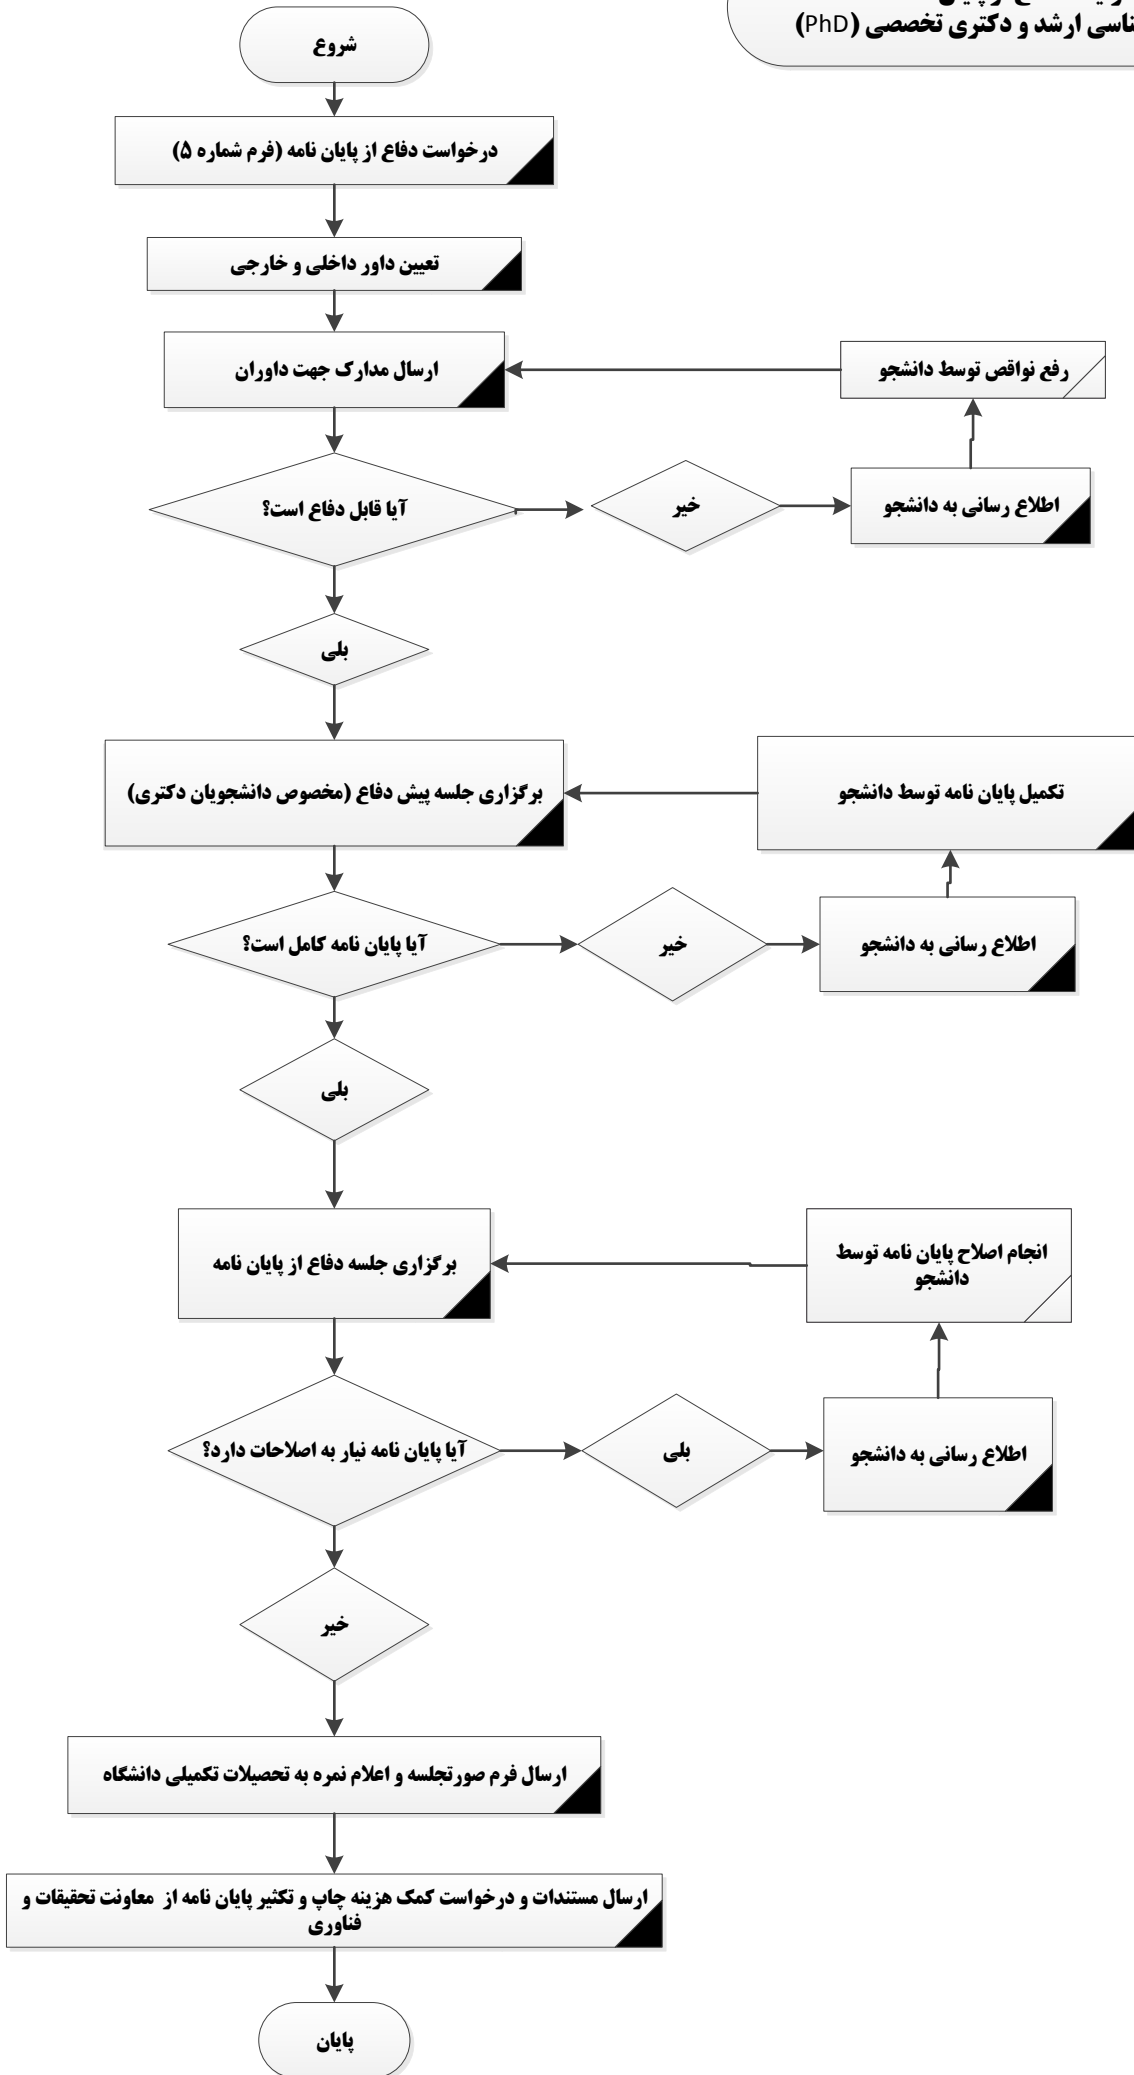 ناسی ارشد و دکتری تخصصی (PhD)
شروع
درخواست دفاع از پایان نامه (فرم شماره ۵)
تعیین داور داخلی و خارجی
ارسال مدارک جهت داوران
رفع نواقص توسط دانشجو
آیا قابل دفاع است؟
خیر
اطلاع رسانی به دانشجو
بلی
برگزاری جلسه پیش دفاع (مخصوص دانشجویان دکتری)
تکمیل پایان نامه توسط دانشجو
آیا پایان نامه کامل است؟
خیر
اطلاع رسانی به دانشجو
بلی
برگزاری جلسه دفاع از پایان نامه
انجام اصلاح پایان نامه توسط
دانشجو
آیا پایان نامه نیار به اصلاحات دارد؟
بلی
اطلاع رسانی به دانشجو
خیر
ارسال فرم صورتجلسه و اعلام نمره به تحصیلات تکمیلی دانشگاه
ارسال مستندات و درخواست کمک هزینه چاپ و تکثیر پایان نامه از معاونت تحقیقات و
فناوری
پایان